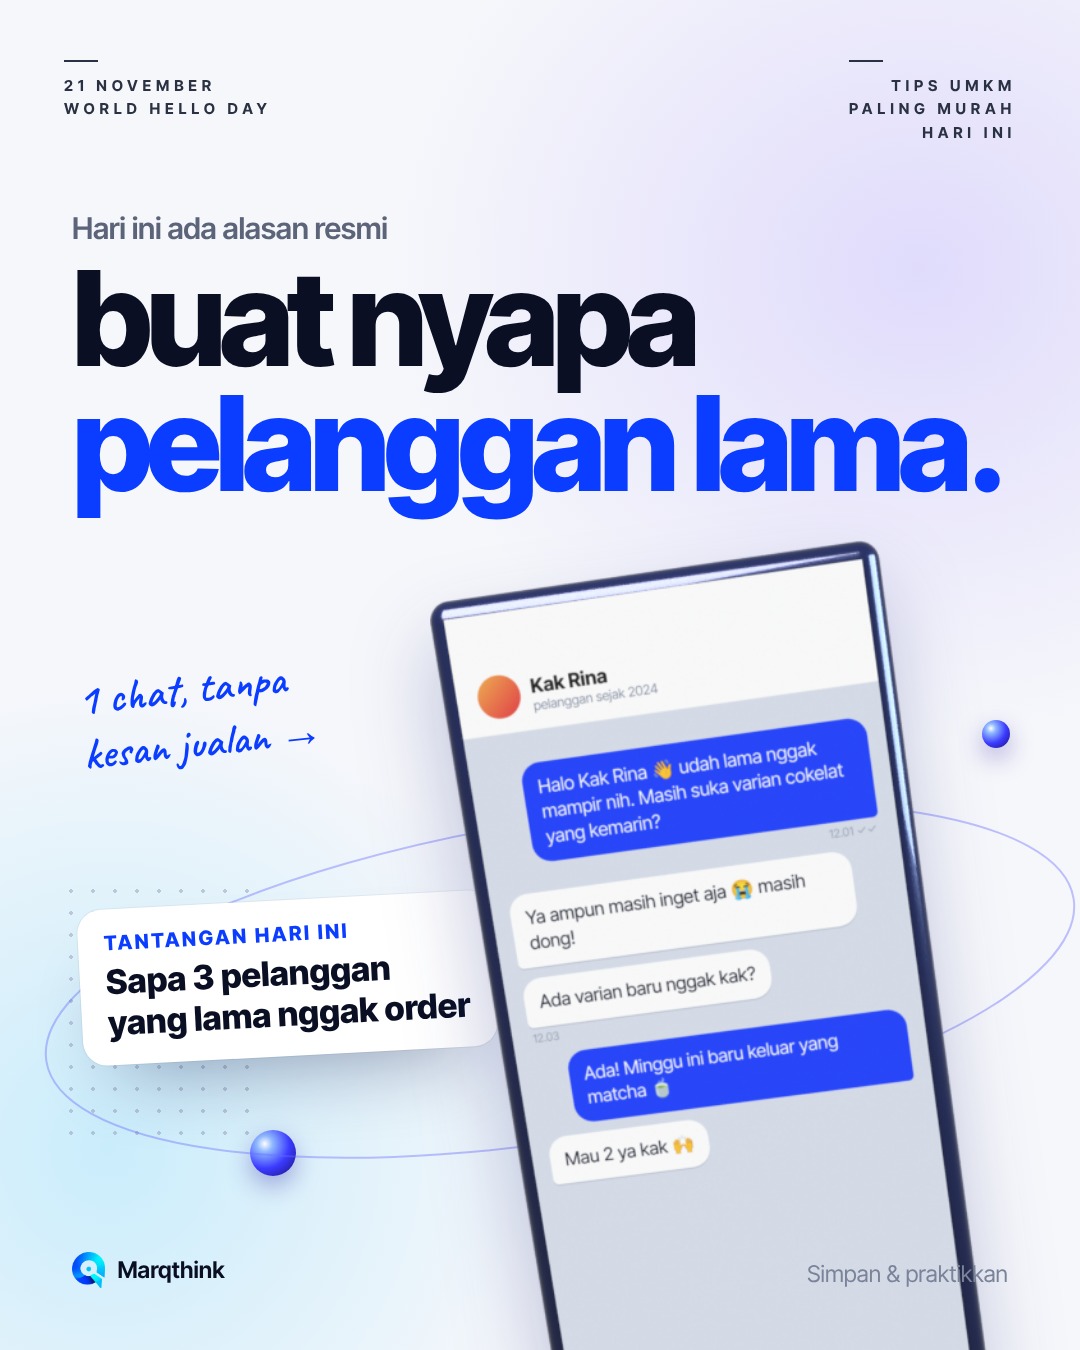 21 NOVEMBER
WORLD HELLO DAY
TIPS UMKM
PALING MURAH
HARI INI
Hari ini ada alasan resmi
buat nyapa
pelanggan lama.
1 chat, tanpa
kesan jualan →
Kak Rina
pelanggan sejak 2024
Halo Kak Rina 👋 udah lama nggak
mampir nih. Masih suka varian cokelat
yang kemarin?
12.01 ✓✓
Ya ampun masih inget aja 😭 masih
dong!
Ada varian baru nggak kak?
12.03
Ada! Minggu ini baru keluar yang
matcha 🍵
Mau 2 ya kak 🙌
TANTANGAN HARI INI
Sapa 3 pelanggan
yang lama nggak order
Marqthink
Simpan & praktikkan